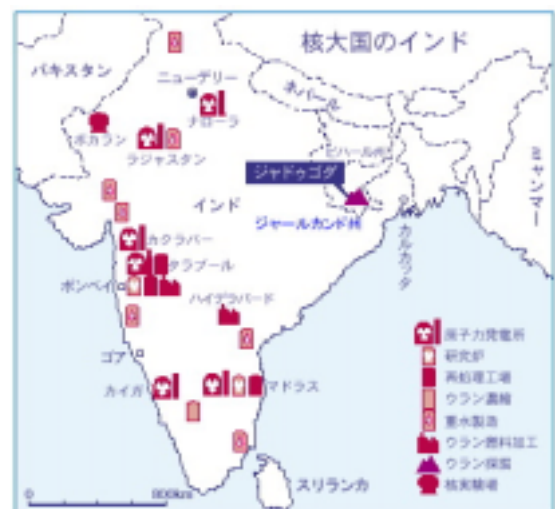 核大国のインド
パキスタン
ニューデリー
ネパール
ナローラ
ポカラン
ラジャスタン
ビハール州
ミャンマー
ジャドゥゴダ
インド
ジャールカンド州
カルカッタ
カクラパー
タラプール
ボンベイ
ハイデラバード
ゴア
カイガ
マドラス
スリランカ
原子力発電所
研究炉
再処理工場
ウラン濃縮
重水製造
ウラン燃料加工
ウラン採鉱
核実験場
0 800km